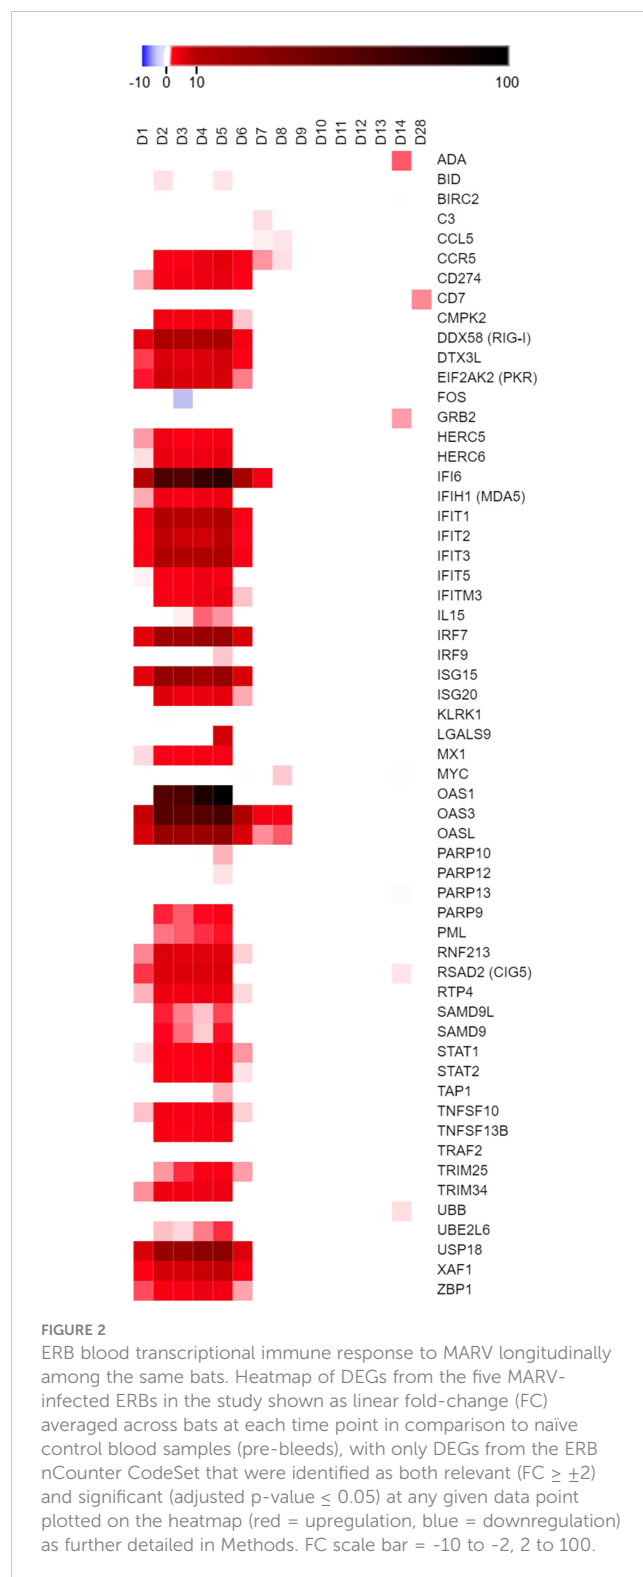 -10 0 10 100
D1 D2 D3 D4 D5 D6 D7 D8 D9 D10 D11 D12 D13 D14 D28
ADA
BID
BIRC2
C3
CCL5
CCR5
CD274
CD7
CMPK2
DDX58 (RIG-I)
DTX3L
EIF2AK2 (PKR)
FOS
GRB2
HERC5
HERC6
IFI6
IFIH1 (MDA5)
IFIT1
IFIT2
IFIT3
IFIT5
IFITM3
IL15
IRF7
IRF9
ISG15
ISG20
KLRK1
LGALS9
MX1
MYC
OAS1
OAS3
OASL
PARP10
PARP12
PARP13
PARP9
PML
RNF213
RSAD2 (CIG5)
RTP4
SAMD9L
SAMD9
STAT1
STAT2
TAP1
TNFSF10
TNFSF13B
TRAF2
TRIM25
TRIM34
UBB
UBE2L6
USP18
XAF1
ZBP1
FIGURE 2
ERB blood transcriptional immune response to MARV longitudinally
among the same bats. Heatmap of DEGs from the five MARV-
infected ERBs in the study shown as linear fold-change (FC)
averaged across bats at each time point in comparison to naïve
control blood samples (pre-bleeds), with only DEGs from the ERB
nCounter CodeSet that were identified as both relevant (FC ≥ ±2)
and significant (adjusted p-value ≤ 0.05) at any given data point
plotted on the heatmap (red = upregulation, blue = downregulation)
as further detailed in Methods. FC scale bar = -10 to -2, 2 to 100.